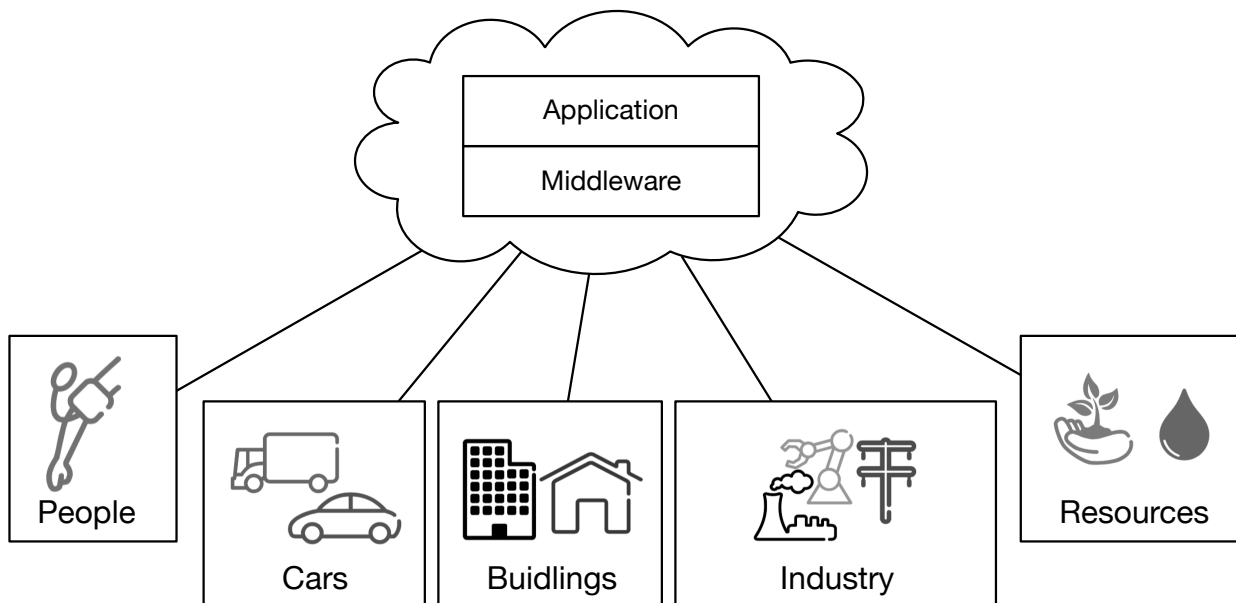 Application
Middleware
People
Cars
Buidlings
Industry
Resources